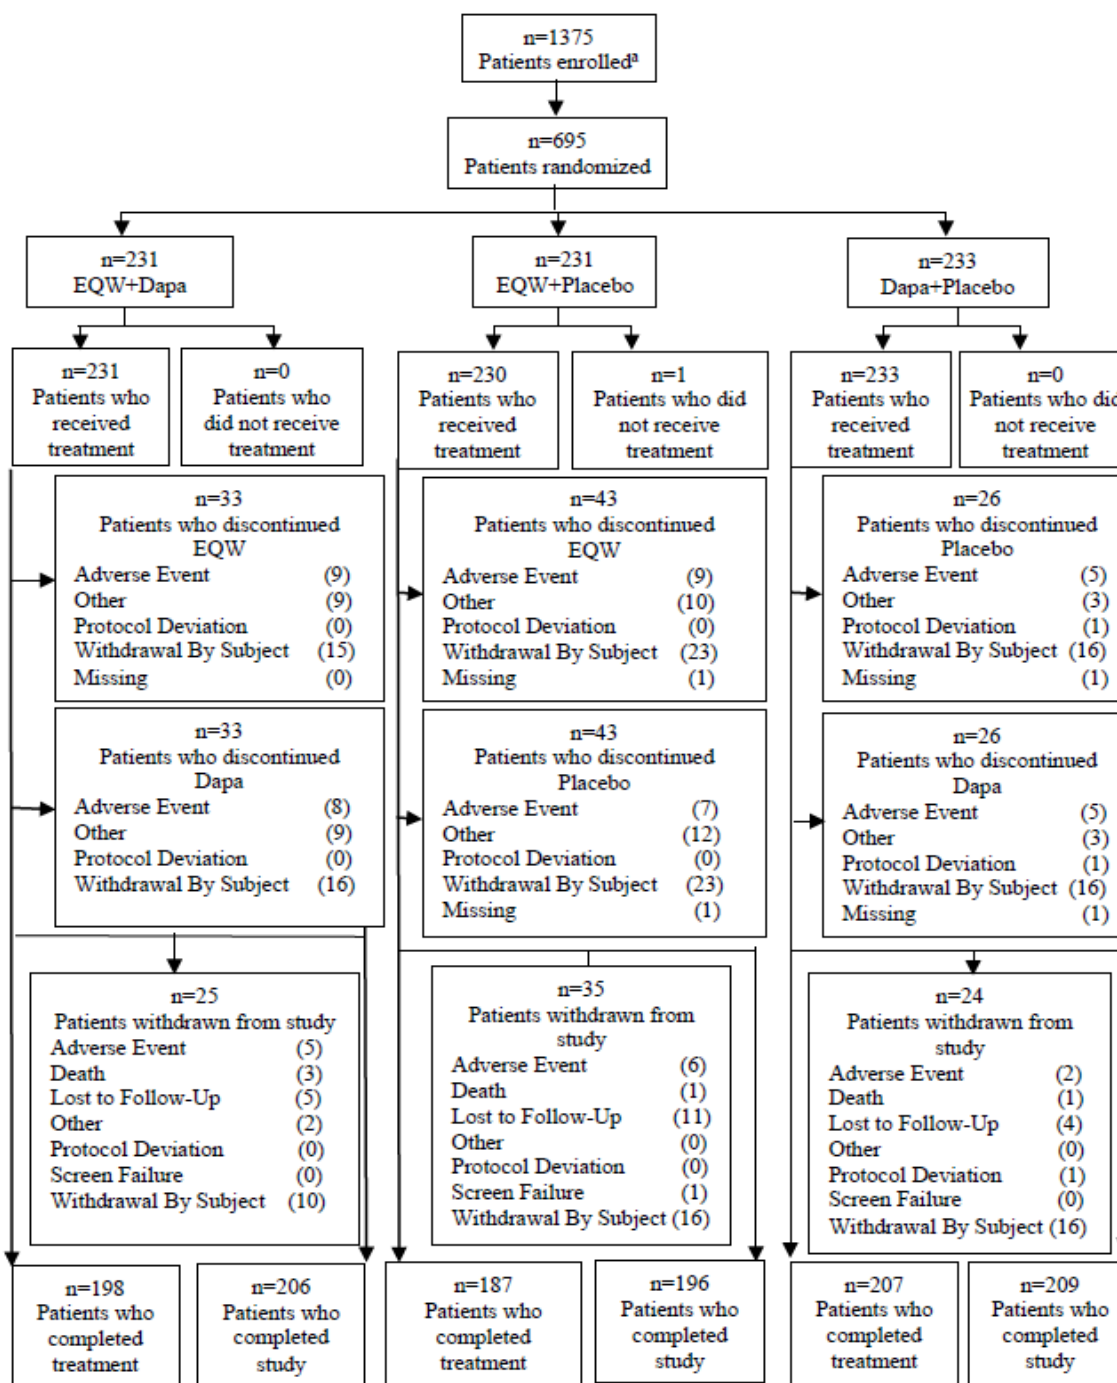 n=1375
Patients enrolledᵃ
n=695
Patients randomized
n=231
EQW+Dapa
n=231
EQW+Placebo
n=233
Dapa+Placebo
n=231
Patients who
received
treatment
n=0
Patients who
did not receive
treatment
n=230
Patients who
received
treatment
n=1
Patients who did
not receive
treatment
n=233
Patients who
received
treatment
n=0
Patients who did
not receive
treatment
n=33
Patients who discontinued
EQW
Adverse Event (9)
Other (9)
Protocol Deviation (0)
Withdrawal By Subject (15)
Missing (0)
n=43
Patients who discontinued
EQW
Adverse Event (9)
Other (10)
Protocol Deviation (0)
Withdrawal By Subject (23)
Missing (1)
n=26
Patients who discontinued
Placebo
Adverse Event (5)
Other (3)
Protocol Deviation (1)
Withdrawal By Subject (16)
Missing (1)
n=33
Patients who discontinued
Dapa
Adverse Event (8)
Other (9)
Protocol Deviation (0)
Withdrawal By Subject (16)
n=43
Patients who discontinued
Placebo
Adverse Event (7)
Other (12)
Protocol Deviation (0)
Withdrawal By Subject (23)
Missing (1)
n=26
Patients who discontinued
Dapa
Adverse Event (5)
Other (3)
Protocol Deviation (1)
Withdrawal By Subject (16)
Missing (1)
n=25
Patients withdrawn from study
Adverse Event (5)
Death (3)
Lost to Follow-Up (5)
Other (2)
Protocol Deviation (0)
Screen Failure (0)
Withdrawal By Subject (10)
n=35
Patients withdrawn from
study
Adverse Event (6)
Death (1)
Lost to Follow-Up (11)
Other (0)
Protocol Deviation (0)
Screen Failure (1)
Withdrawal By Subject (16)
n=24
Patients withdrawn from
study
Adverse Event (2)
Death (1)
Lost to Follow-Up (4)
Other (0)
Protocol Deviation (1)
Screen Failure (0)
Withdrawal By Subject (16)
n=198
Patients who
completed
treatment
n=206
Patients who
completed
study
n=187
Patients who
completed
treatment
n=196
Patients who
completed
study
n=207
Patients who
completed
treatment
n=209
Patients who
completed
study